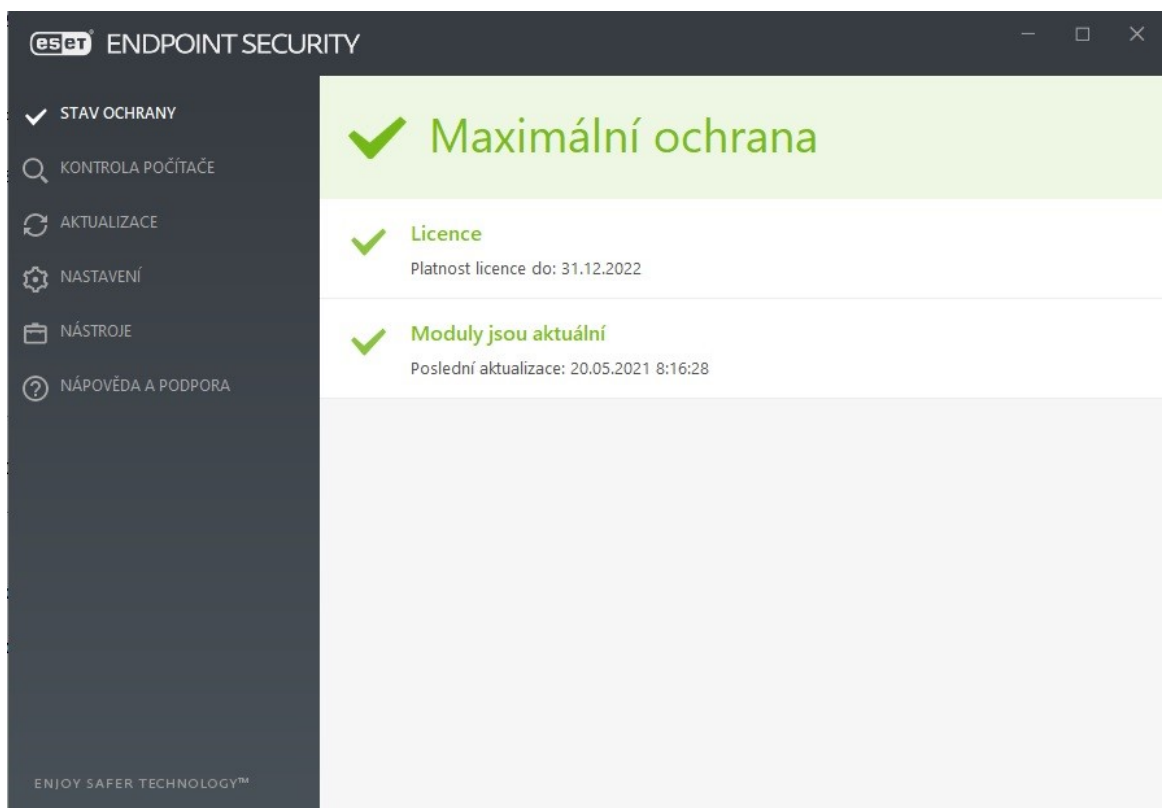 eset ENDPOINT SECURITY
STAV OCHRANY
KONTROLA POČÍTAČE
AKTUALIZACE
NASTAVENÍ
NÁSTROJE
NÁPOVĚDA A PODPORA
ENJOY SAFER TECHNOLOGY™
Maximální ochrana
Licence
Platnost licence do: 31.12.2022
Moduly jsou aktuální
Poslední aktualizace: 20.05.2021 8:16:28